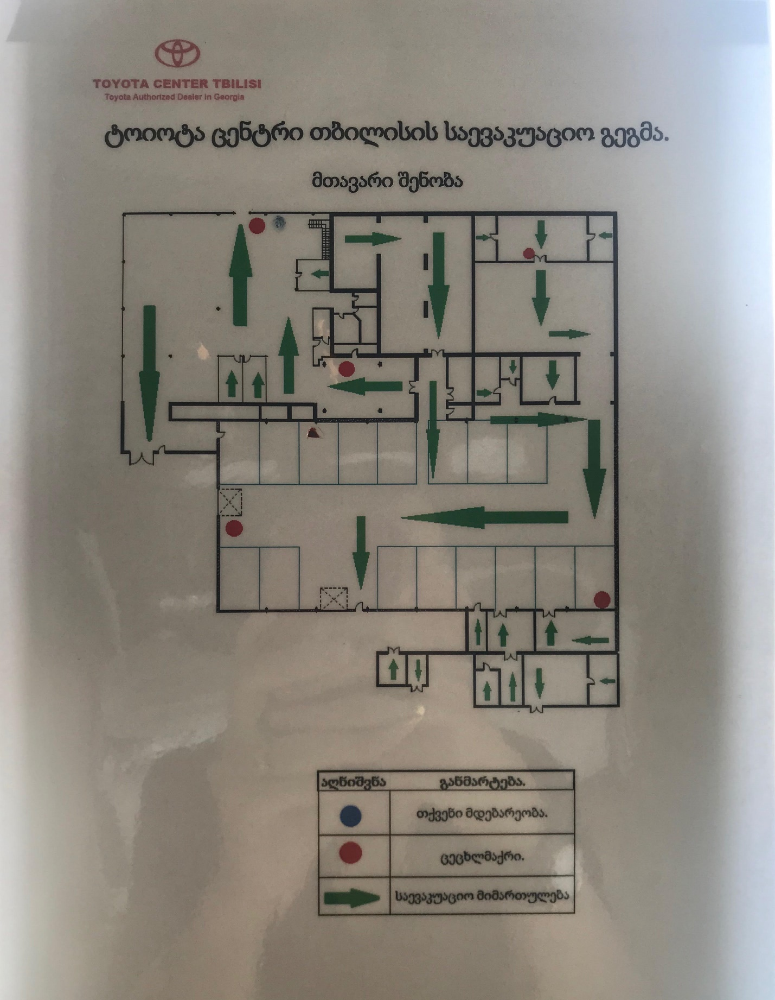 TOYOTA CENTER TBILISI
Toyota Authorized Dealer in Georgia
ტოიოტა ცენტრი თბილისის საევაკუაციო გეგმა.
მთავარი შენობა
აღნიშვნა განმარტება.
თქვენი მდებარეობა.
ცეცხლმაქრი.
საევაკუაციო მიმართულება